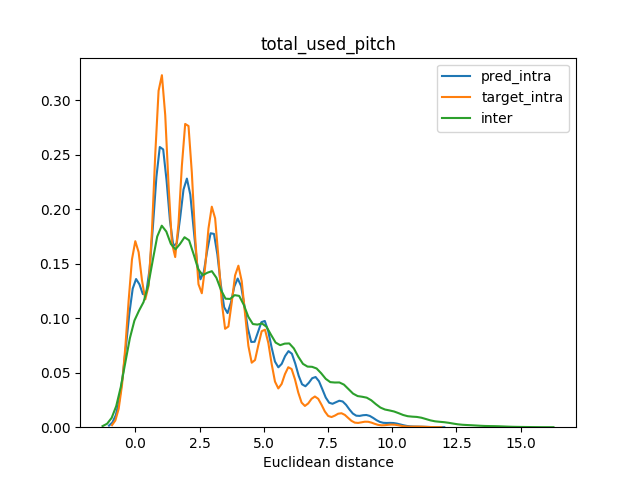 total_used_pitch
pred_intra
target_intra
inter
0.30
0.25
0.20
0.15
0.10
0.05
0.00
0.0 2.5 5.0 7.5 10.0 12.5 15.0
Euclidean distance